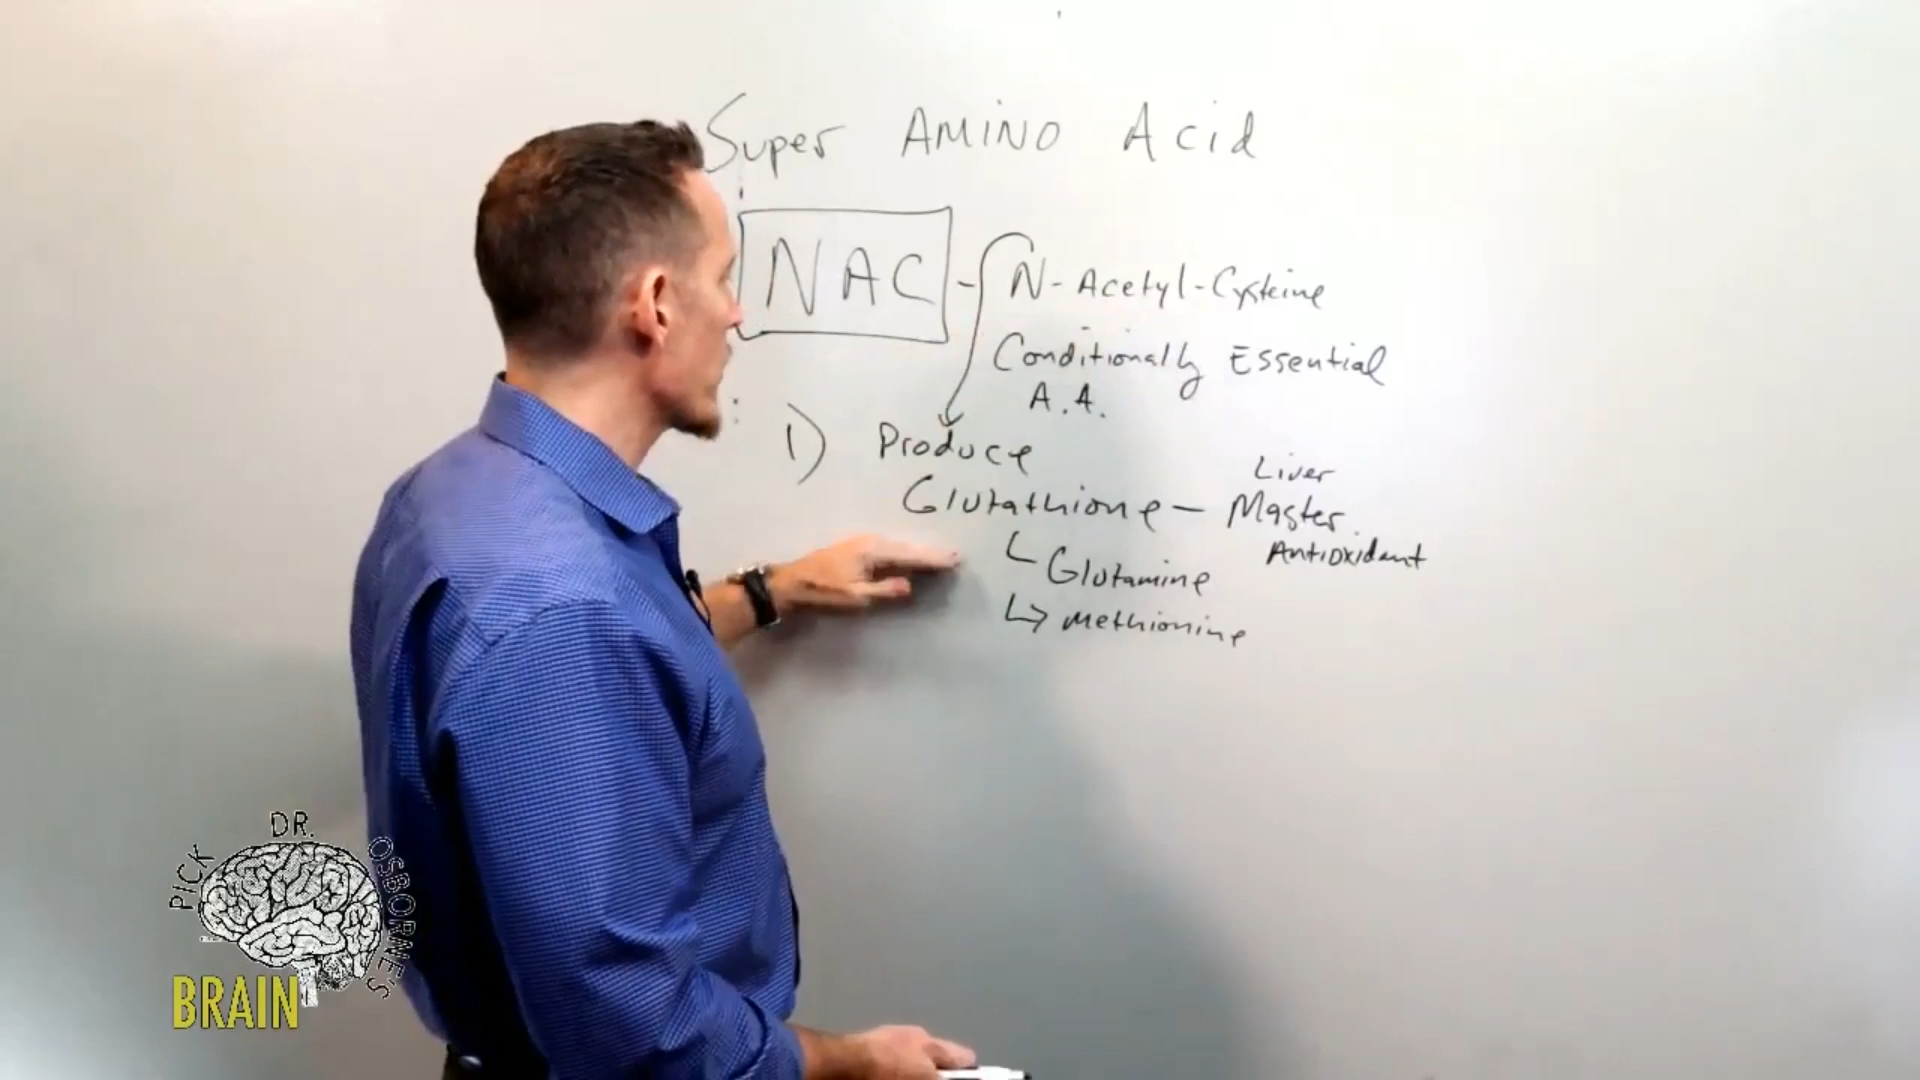 Super AMINO Acid
NAC - N-Acetyl-Cysteine
Conditionally Essential
A.A.
1) Produce
Liver
Glutathione - Master
Antioxidant
Glutamine
methionine
PICK DR. OSBORNE'S
BRAIN